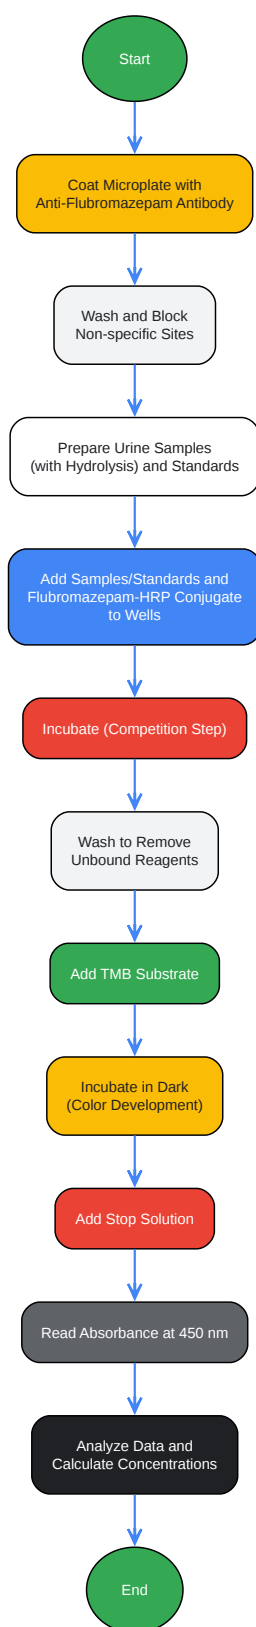 Start
Coat Microplate with
Anti-Flubromazepam Antibody
Wash and Block
Non-specific Sites
Prepare Urine Samples
(with Hydrolysis) and Standards
Add Samples/Standards and
Flubromazepam-HRP Conjugate
to Wells
Incubate (Competition Step)
Wash to Remove
Unbound Reagents
Add TMB Substrate
Incubate in Dark
(Color Development)
Add Stop Solution
Read Absorbance at 450 nm
Analyze Data and
Calculate Concentrations
End